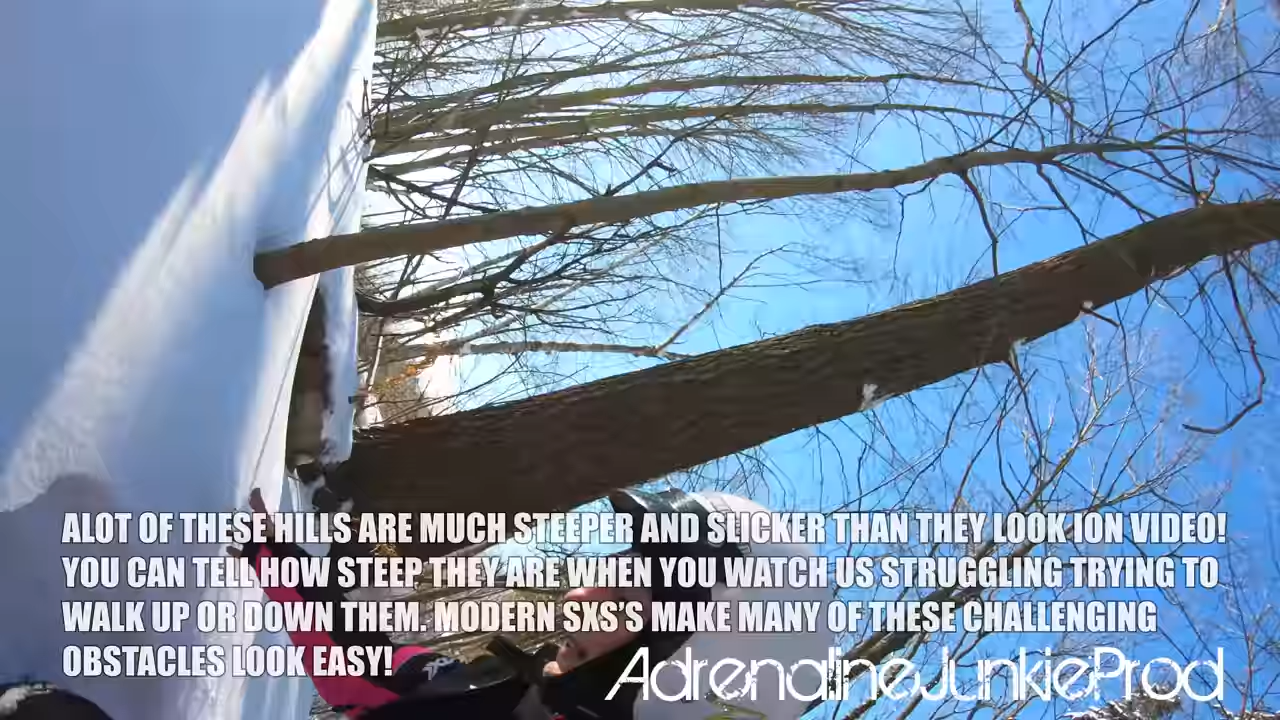 ALOT OF THESE HILLS ARE MUCH STEEPER AND SLICKER THAN THEY LOOK ION VIDEO!
YOU CAN TELL HOW STEEP THEY ARE WHEN YOU WATCH US STRUGGLING TRYING TO
WALK UP OR DOWN THEM. MODERN SXS'S MAKE MANY OF THESE CHALLENGING
OBSTACLES LOOK EASY!
AdrenalineJunkieProd